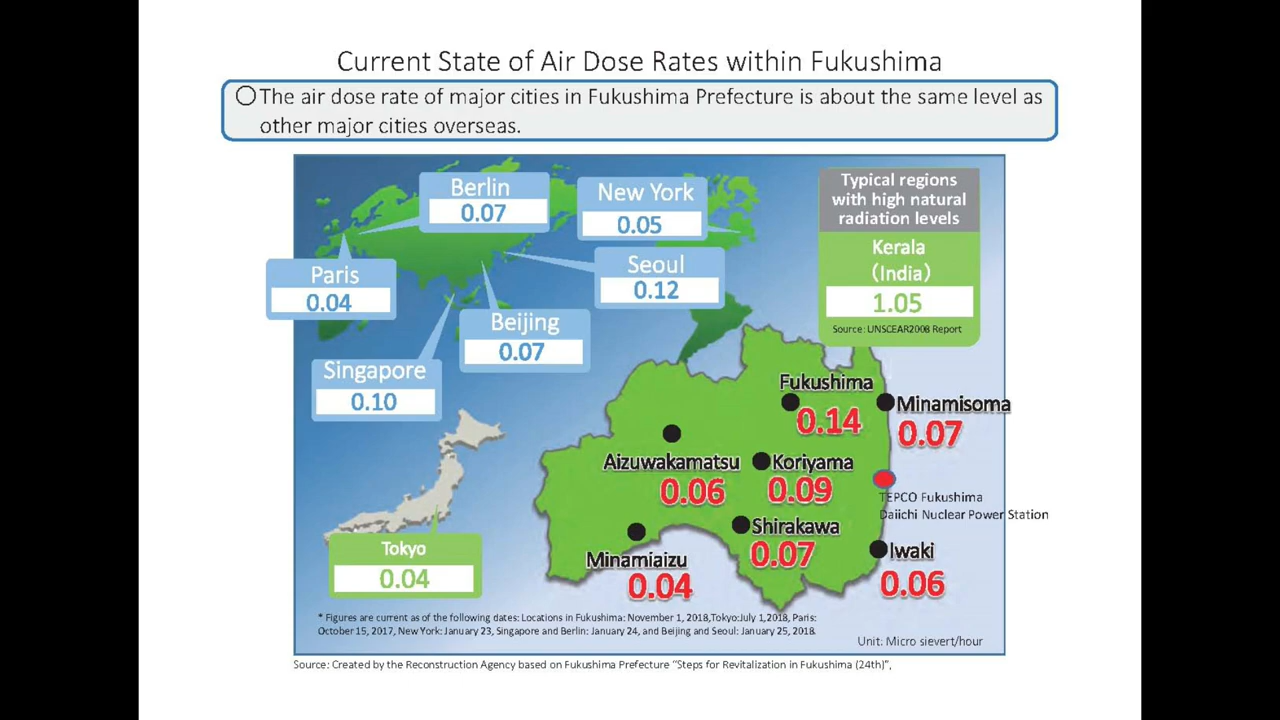 Current State of Air Dose Rates within Fukushima
○The air dose rate of major cities in Fukushima Prefecture is about the same level as
other major cities overseas.
Berlin
0.07
New York
0.05
Typical regions
with high natural
radiation levels
Kerala
(India)
1.05
Source: UNSCEAR2008 Report
Paris
0.04
Seoul
0.12
Beijing
0.07
Singapore
0.10
Fukushima
0.14
Minamisoma
0.07
Aizuwakamatsu
0.06
Koriyama
0.09
TEPCO Fukushima
Daiichi Nuclear Power Station
Shirakawa
0.07
Minamiaizu
0.04
Iwaki
0.06
Tokyo
0.04
* Figures are current as of the following dates: Locations in Fukushima: November 1, 2018,Tokyo:July 1,2018, Paris:
October 15, 2017, New York: January 23, Singapore and Berlin: January 24, and Beijing and Seoul: January 25, 2018.
Unit: Micro sievert/hour
Source: Created by the Reconstruction Agency based on Fukushima Prefecture "Steps for Revitalization in Fukushima (24th)",